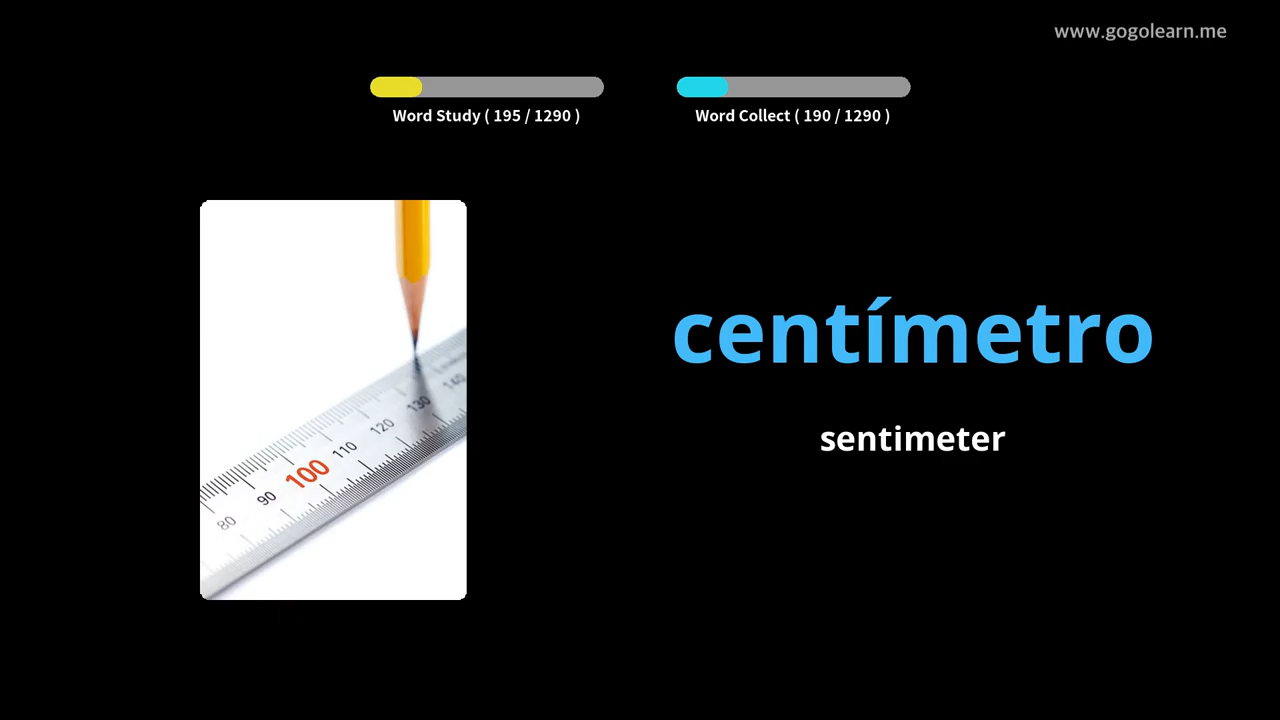 www.gogolearn.me
Word Study ( 195 / 1290 )
Word Collect ( 190 / 1290 )
centímetro
sentimeter
80
90
100
110
120
130
140